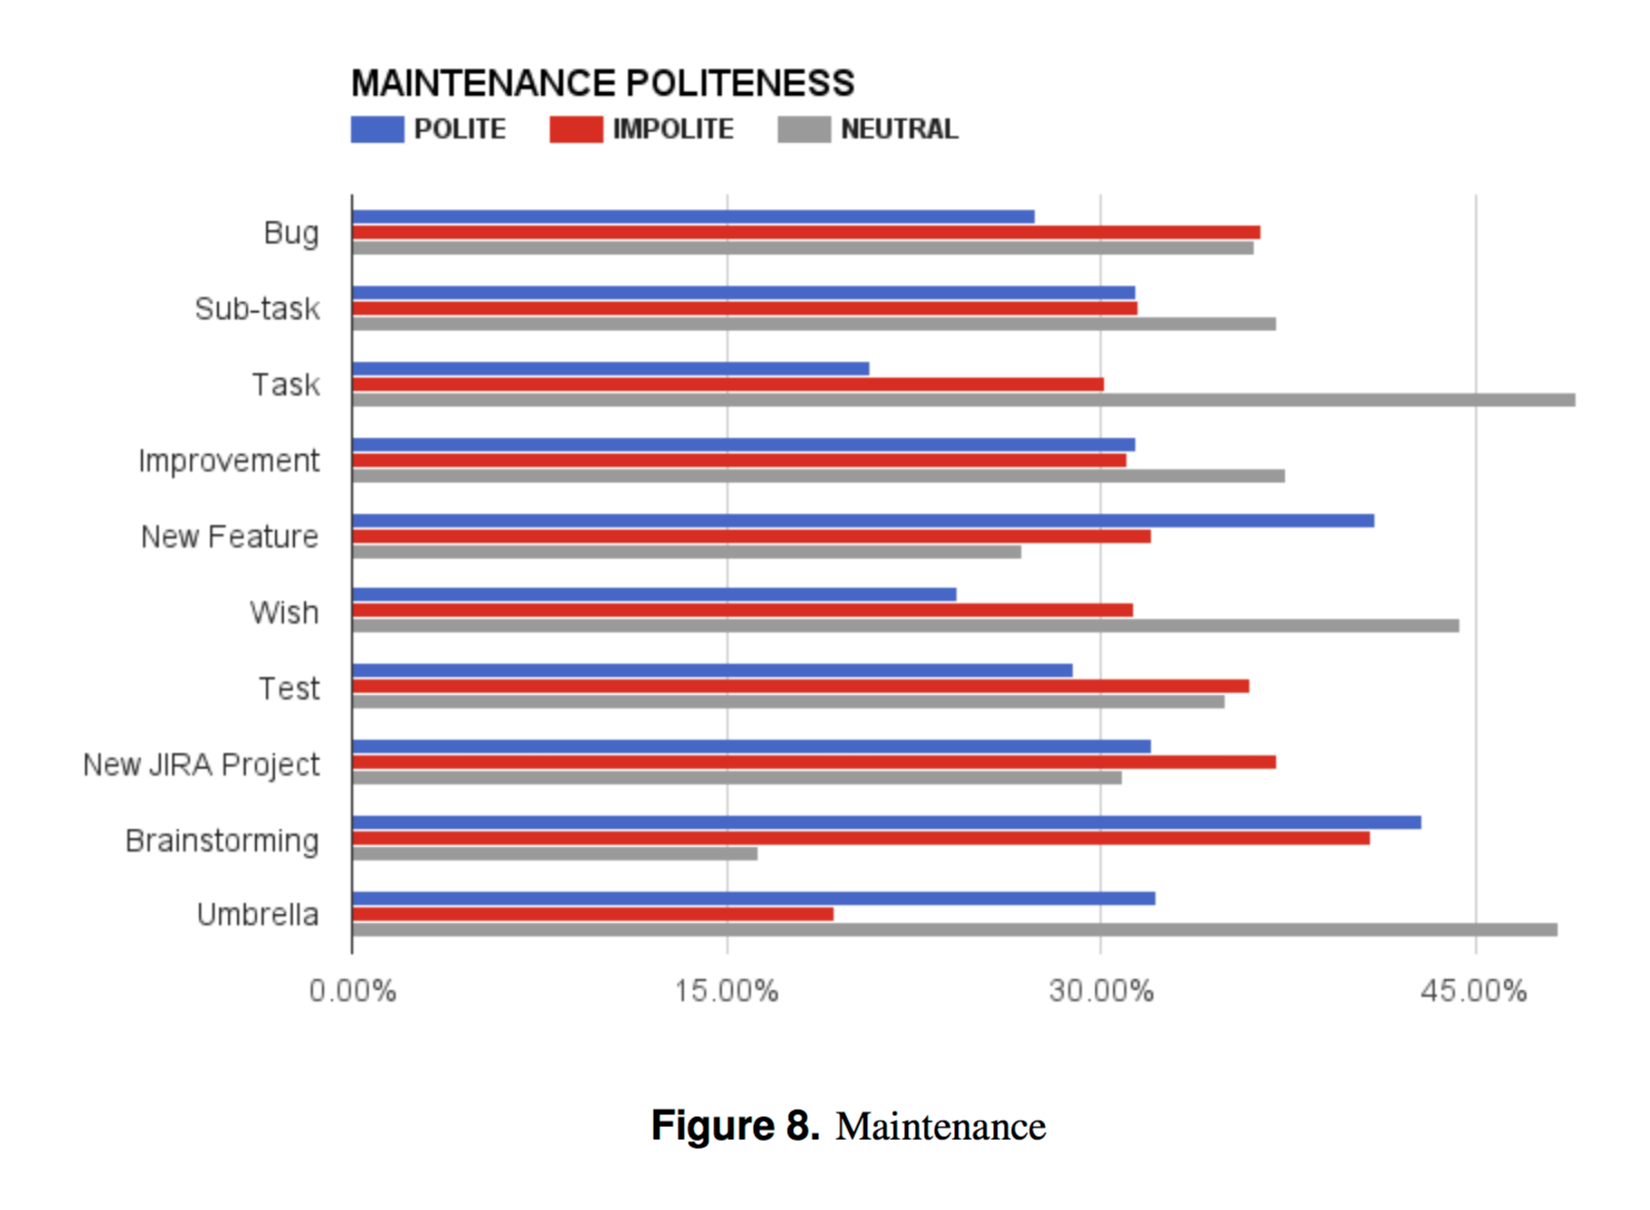 MAINTENANCE POLITENESS
POLITE IMPOLITE NEUTRAL
Bug
Sub-task
Task
Improvement
New Feature
Wish
Test
New JIRA Project
Brainstorming
Umbrella
0.00% 15.00% 30.00% 45.00%
Figure 8. Maintenance